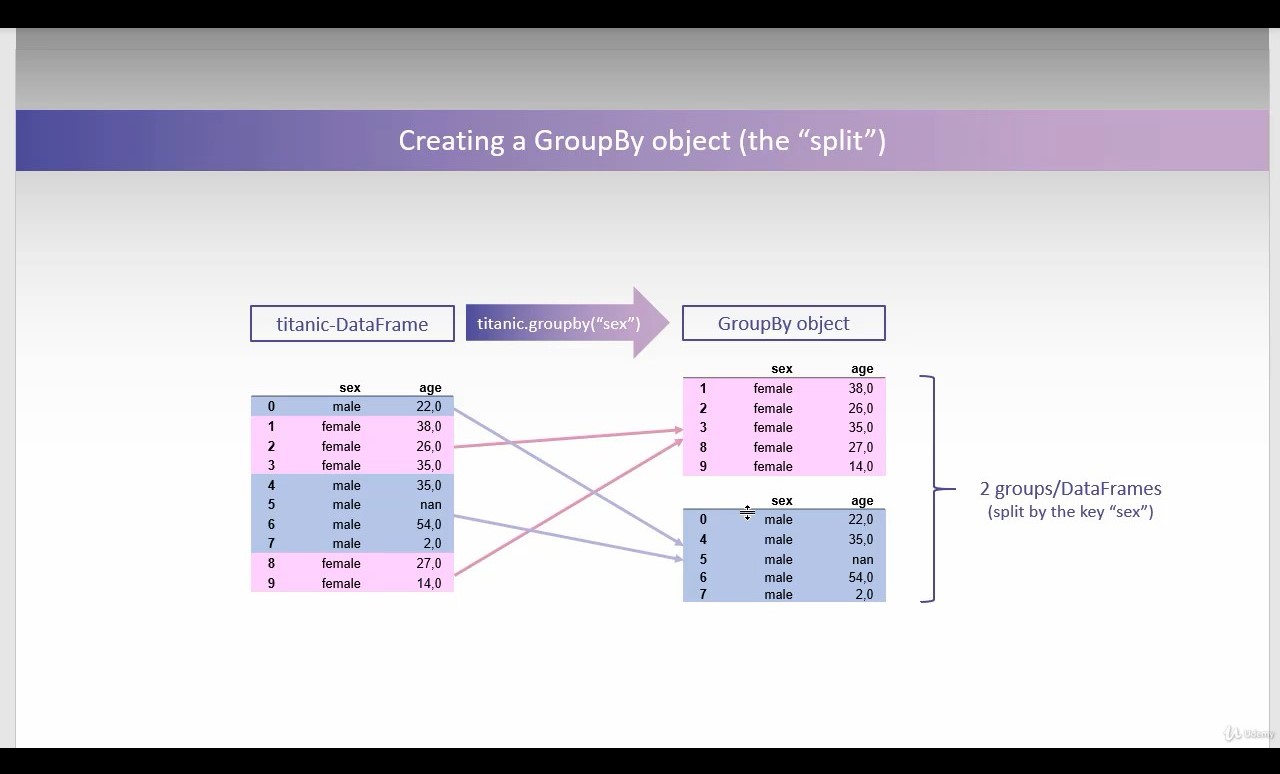 Creating a GroupBy object (the “split”)
titanic-DataFrame
titanic.groupby(“sex”)
GroupBy object
sex age
0 male 22,0
1 female 38,0
2 female 26,0
3 female 35,0
4 male 35,0
5 male nan
6 male 54,0
7 male 2,0
8 female 27,0
9 female 14,0
sex age
1 female 38,0
2 female 26,0
3 female 35,0
8 female 27,0
9 female 14,0
sex age
0 male 22,0
4 male 35,0
5 male nan
6 male 54,0
7 male 2,0
2 groups/DataFrames
(split by the key “sex”)
Udemy